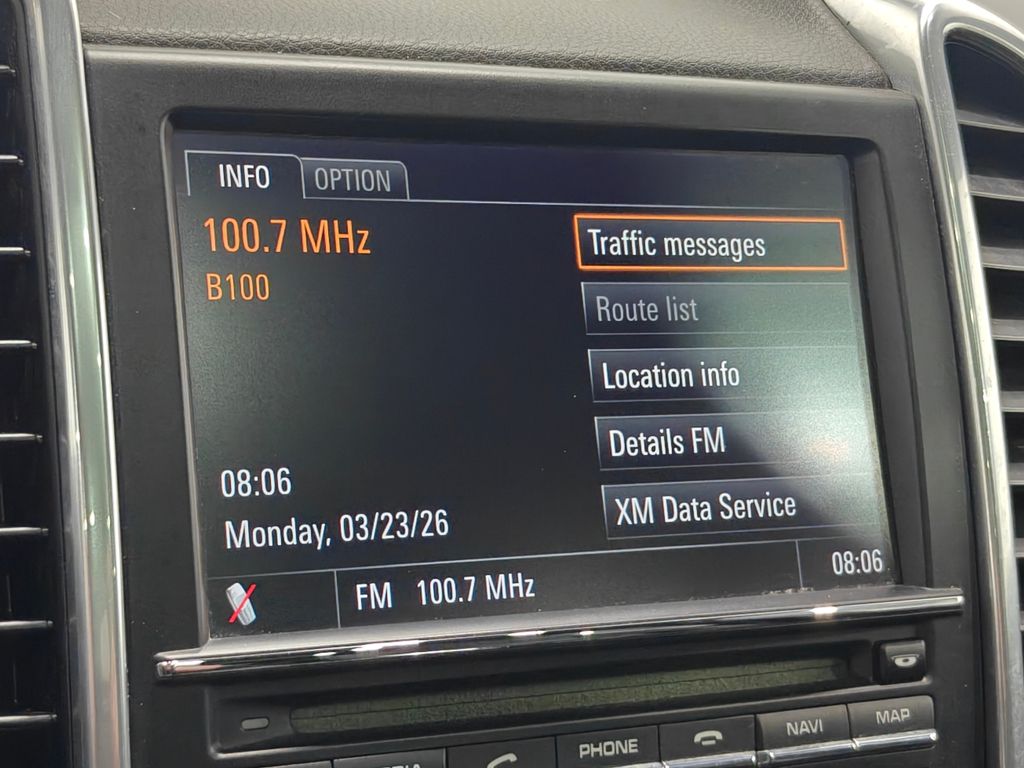 INFO OPTION
100.7 MHz
B100
Traffic messages
Route list
Location info
Details FM
XM Data Service
08:06
Monday, 03/23/26
FM 100.7 MHz 08:06
PHONE NAVI MAP